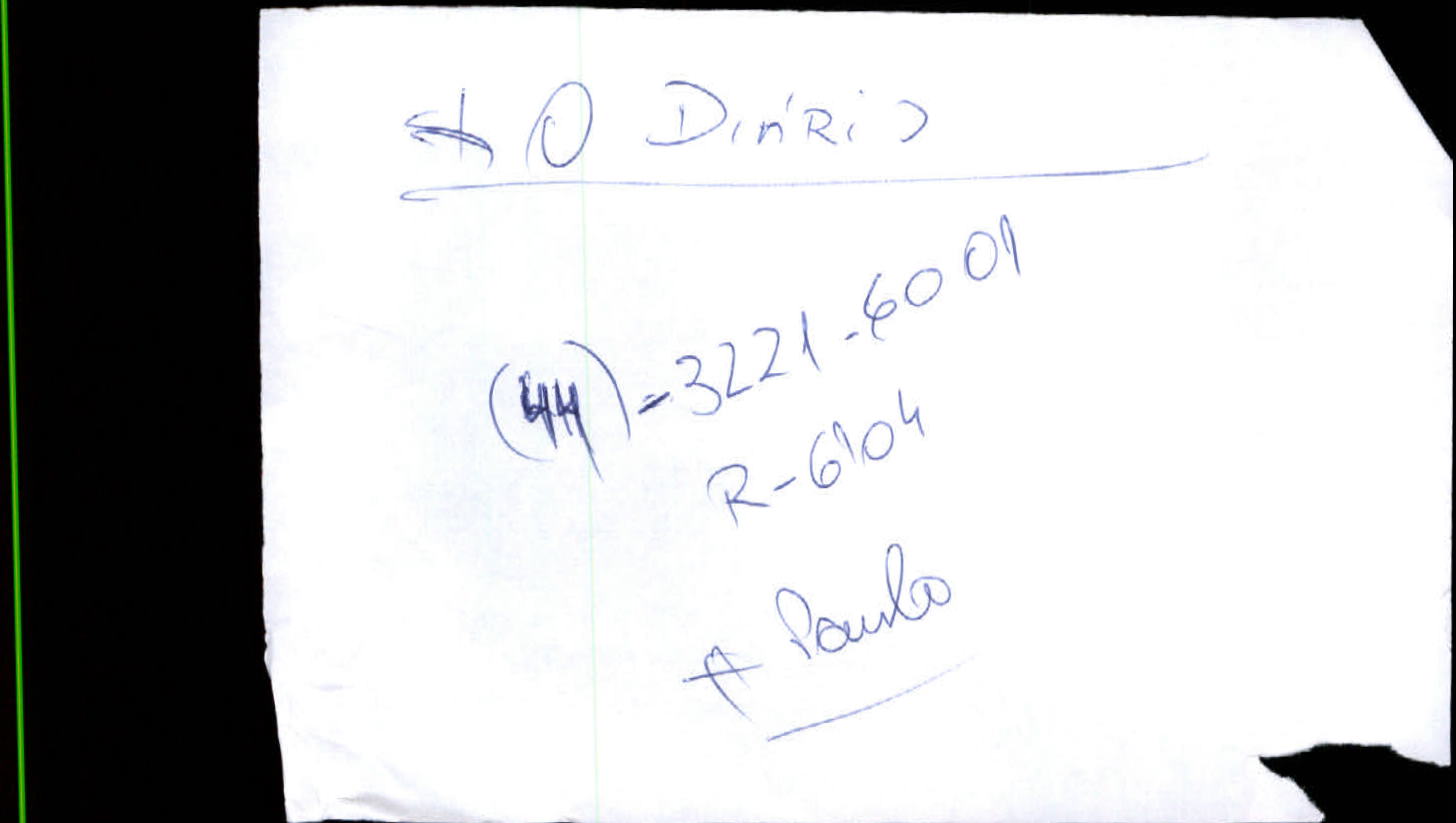 * O DiáRio
(44) - 3221-6001
R-6104
* Paulo